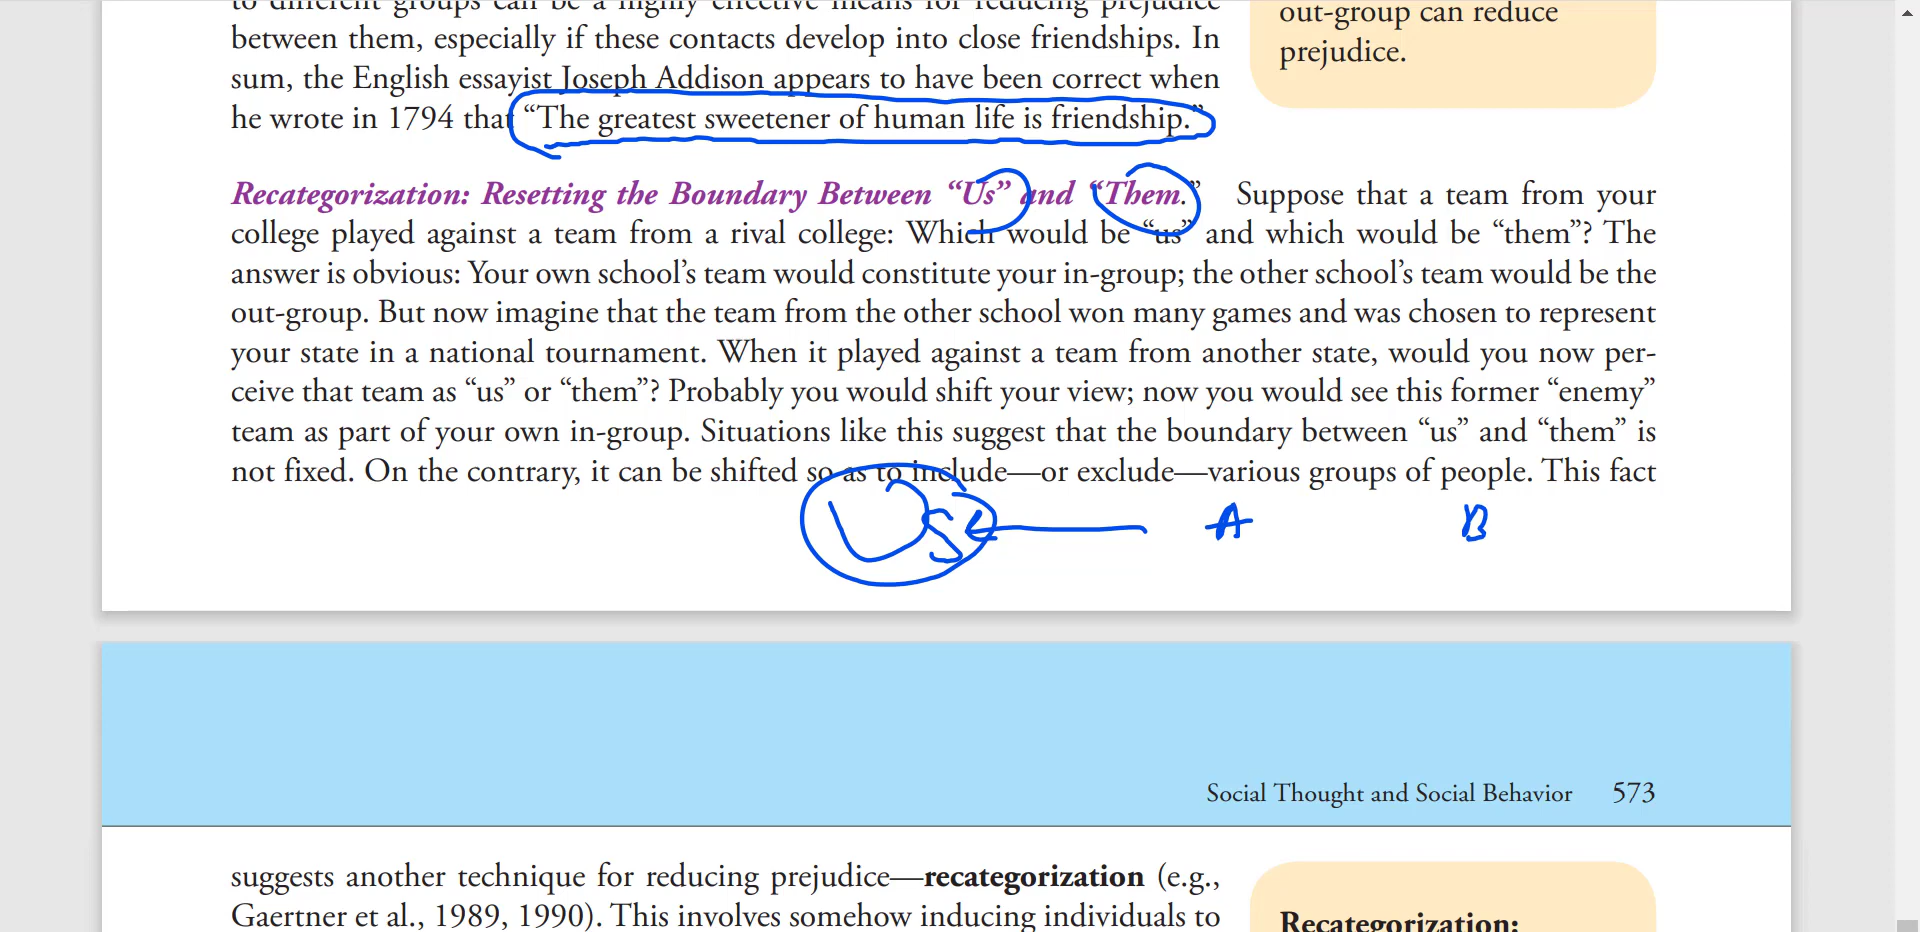 to different groups can be a highly effective means for reducing prejudice
between them, especially if these contacts develop into close friendships. In
sum, the English essayist Joseph Addison appears to have been correct when
he wrote in 1794 that “The greatest sweetener of human life is friendship.”
out-group can reduce
prejudice.
Recategorization: Resetting the Boundary Between “Us” and “Them.” Suppose that a team from your
college played against a team from a rival college: Which would be “us” and which would be “them”? The
answer is obvious: Your own school’s team would constitute your in-group; the other school’s team would be the
out-group. But now imagine that the team from the other school won many games and was chosen to represent
your state in a national tournament. When it played against a team from another state, would you now per-
ceive that team as “us” or “them”? Probably you would shift your view; now you would see this former “enemy”
team as part of your own in-group. Situations like this suggest that the boundary between “us” and “them” is
not fixed. On the contrary, it can be shifted so as to include—or exclude—various groups of people. This fact
Us A B
Social Thought and Social Behavior 573
suggests another technique for reducing prejudice—recategorization (e.g.,
Gaertner et al., 1989, 1990). This involves somehow inducing individuals to
Recategorization: